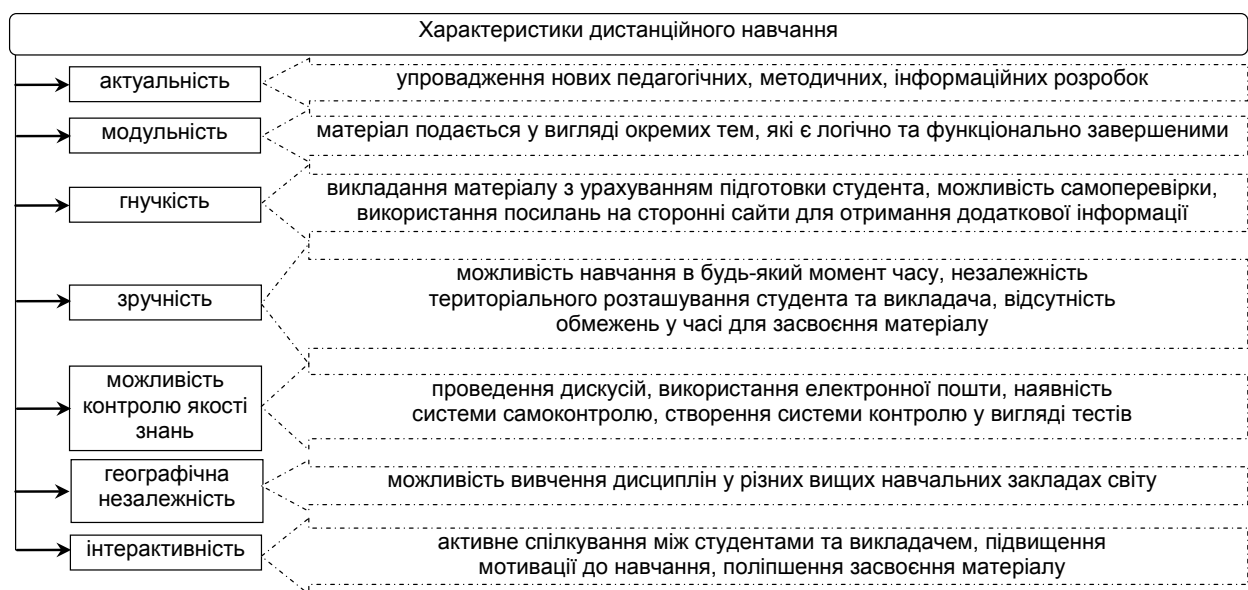 Характеристики дистанційного навчання
актуальність
упровадження нових педагогічних, методичних, інформаційних розробок
модульність
матеріал подається у вигляді окремих тем, які є логічно та функціонально завершеними
гнучкість
викладання матеріалу з урахуванням підготовки студента, можливість самоперевірки,
використання посилань на сторонні сайти для отримання додаткової інформації
зручність
можливість навчання в будь-який момент часу, незалежність
територіального розташування студента та викладача, відсутність
обмежень у часі для засвоєння матеріалу
можливість
контролю якості
знань
проведення дискусій, використання електронної пошти, наявність
системи самоконтролю, створення системи контролю у вигляді тестів
географічна
незалежність
можливість вивчення дисциплін у різних вищих навчальних закладах світу
інтерактивність
активне спілкування між студентами та викладачем, підвищення
мотивації до навчання, поліпшення засвоєння матеріалу